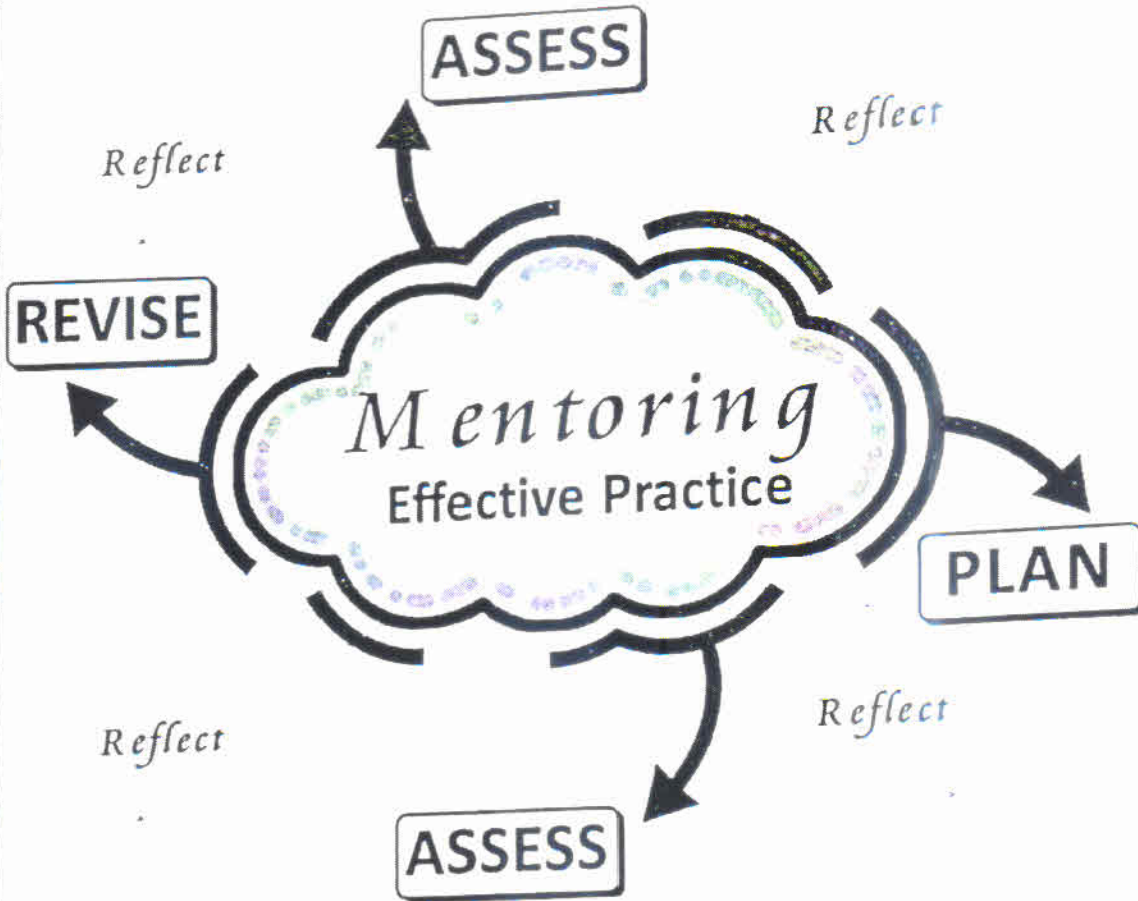 ASSESS
Reflect
Reflect
REVISE
Mentoring
Effective Practice
PLAN
Reflect
Reflect
ASSESS